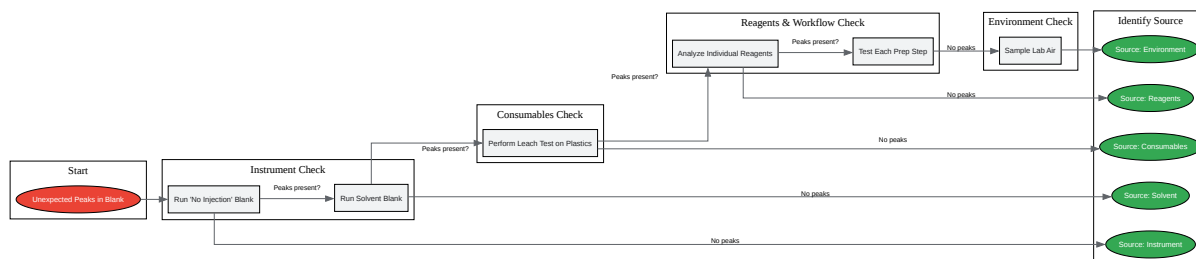 Reagents & Workflow Check
Environment Check
Identify Source
Analyze Individual Reagents
Peaks present?
Test Each Prep Step
No peaks
Sample Lab Air
Source: Environment
Peaks present?
No peaks
Source: Reagents
Consumables Check
Peaks present?
Perform Leach Test on Plastics
No peaks
Source: Consumables
Start
Instrument Check
Unexpected Peaks in Blank
Run 'No Injection' Blank
Peaks present?
Run Solvent Blank
No peaks
Source: Solvent
No peaks
Source: Instrument